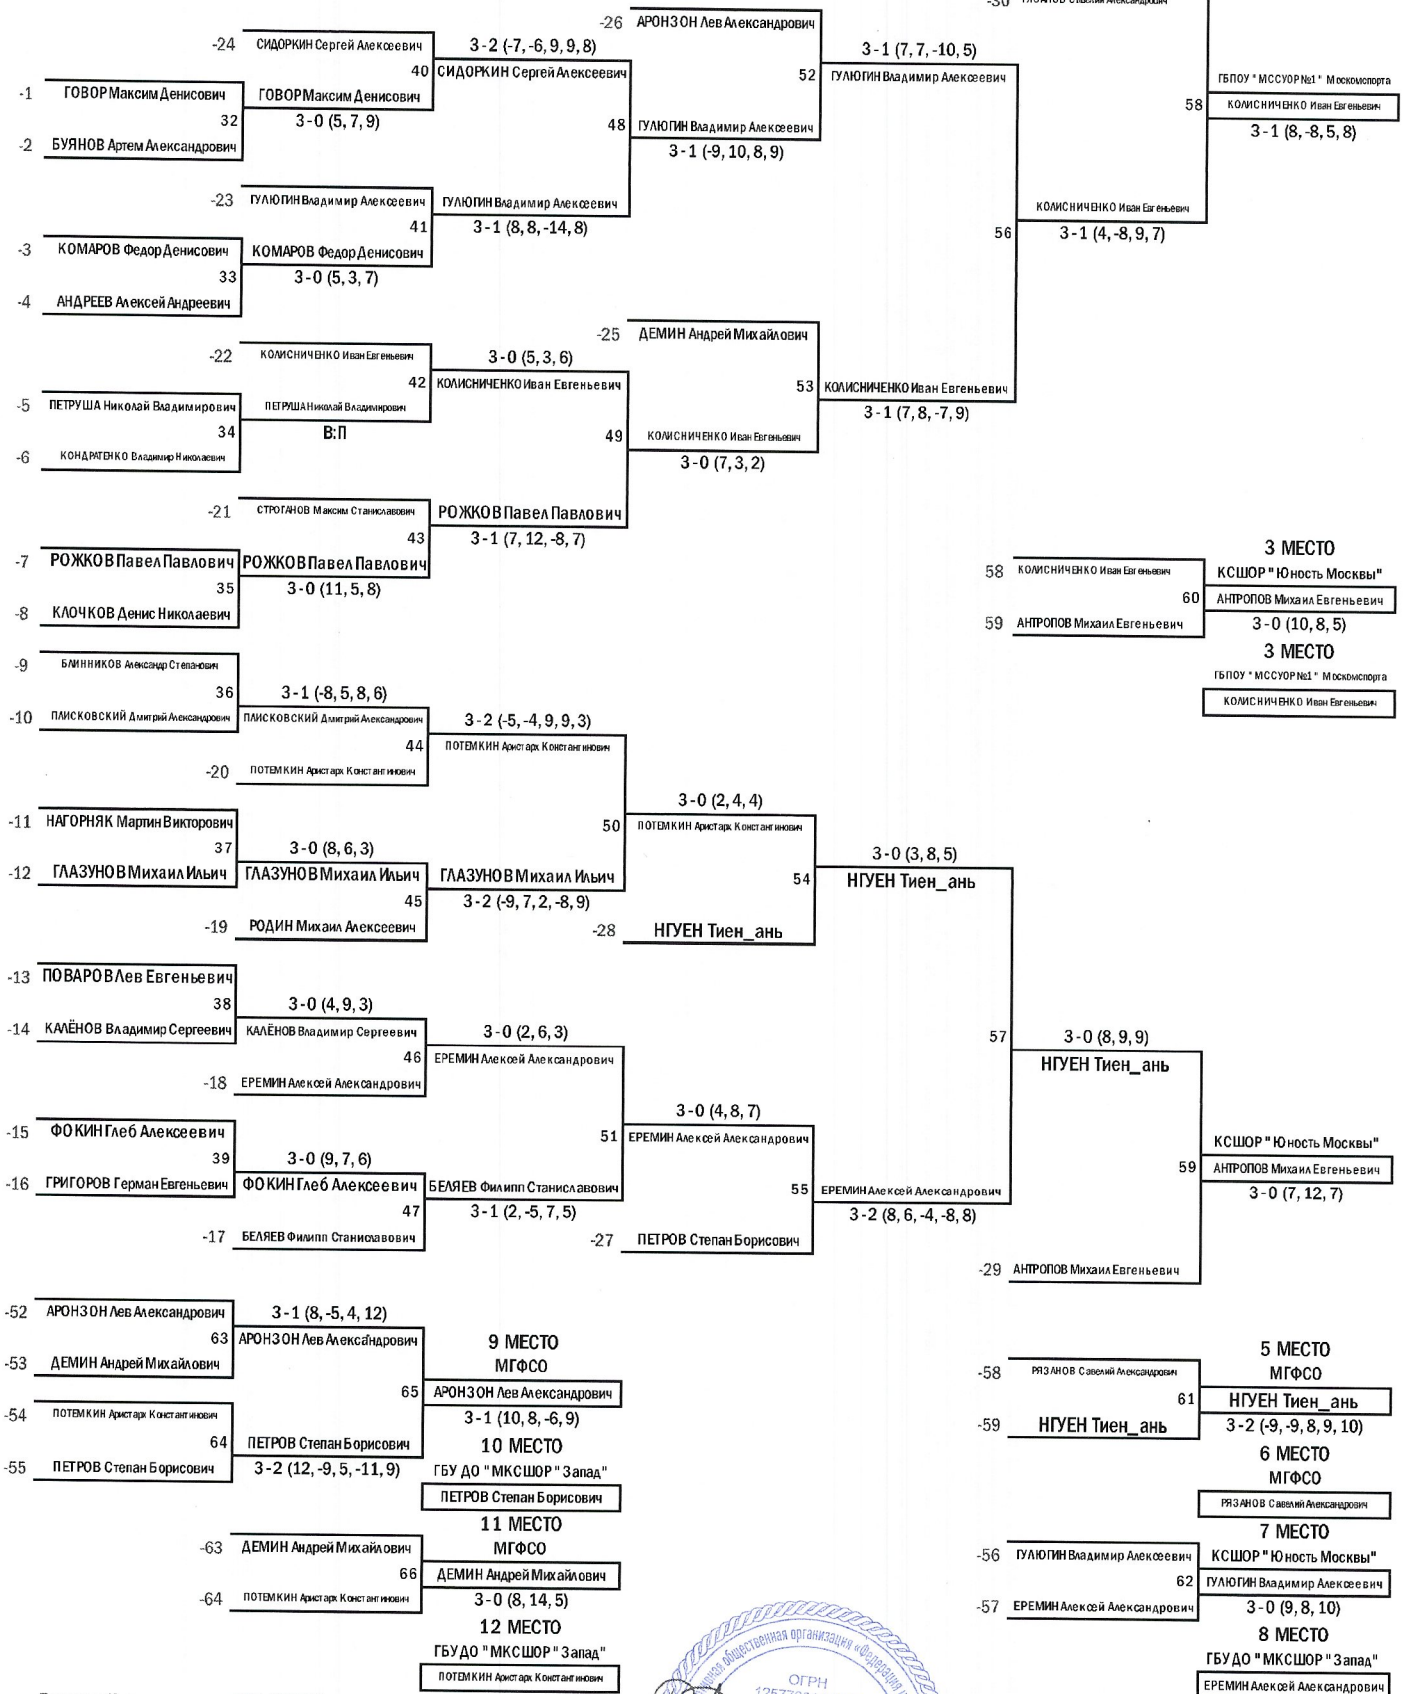 -26 АРОНЗОН Лев Александрович
-30
-24 СИДОРКИН Сергей Алексеевич
3-2 (-7,-6,9,9,8)
3-1 (7,7,-10,5)
40 СИДОРКИН Сергей Алексеевич
52 ГУЛЮГИН Владимир Алексеевич
ГБПОУ "МССУОР№1" Москомспорта
-1 ГОВОР Максим Денисович
ГОВОР Максим Денисович
58 КОЛИСНИЧЕНКО Иван Евгеньевич
32 3-0 (5,7,9)
48 ГУЛЮГИН Владимир Алексеевич
3-1 (8,-8,5,8)
-2 БУЯНОВ Артем Александрович
3-1 (-9,10,8,9)
-23 ГУЛЮГИН Владимир Алексеевич
ГУЛЮГИН Владимир Алексеевич
КОЛИСНИЧЕНКО Иван Евгеньевич
41 3-1 (8,8,-14,8)
56 3-1 (4,-8,9,7)
-3 КОМАРОВ Федор Денисович
КОМАРОВ Федор Денисович
33 3-0 (5,3,7)
-4 АНДРЕЕВ Алексей Андреевич
-25 ДЕМИН Андрей Михайлович
-22 КОЛИСНИЧЕНКО Иван Евгеньевич
3-0 (5,3,6)
42 КОЛИСНИЧЕНКО Иван Евгеньевич
53 КОЛИСНИЧЕНКО Иван Евгеньевич
-5 ПЕТРУША Николай Владимирович
ПЕТРУША Николай Владимирович
3-1 (7,8,-7,9)
34 В:П
49 КОЛИСНИЧЕНКО Иван Евгеньевич
-6 КОНДРАТЕНКО Владимир Николаевич
3-0 (7,3,2)
-21 СТРОГАНОВ Максим Станиславович
РОЖКОВ Павел Павлович
43 3-1 (7,12,-8,7)
3 МЕСТО
-7 РОЖКОВ Павел Павлович
РОЖКОВ Павел Павлович
58 КОЛИСНИЧЕНКО Иван Евгеньевич
КСШОР "Юность Москвы"
35 3-0 (11,5,8)
60 АНТРОПОВ Михаил Евгеньевич
-8 КЛОЧКОВ Денис Николаевич
59 АНТРОПОВ Михаил Евгеньевич
3-0 (10,8,5)
3 МЕСТО
-9 БЛИННИКОВ Александр Степанович
ГБПОУ "МССУОР№1" Москомспорта
36 3-1 (-8,5,8,6)
КОЛИСНИЧЕНКО Иван Евгеньевич
-10 ПЛИСКОВСКИЙ Дмитрий Александрович
ПЛИСКОВСКИЙ Дмитрий Александрович
3-2 (-5,-4,9,9,3)
44 ПОТЕМКИН Аристарх Константинович
-20 ПОТЕМКИН Аристарх Константинович
3-0 (2,4,4)
-11 НАГОРНЯК Мартин Викторович
50 ПОТЕМКИН Аристарх Константинович
37 3-0 (8,6,3)
3-0 (3,8,5)
-12 ГЛАЗУНОВ Михаил Ильич
ГЛАЗУНОВ Михаил Ильич
ГЛАЗУНОВ Михаил Ильич
54 НГУЕН Тиен_ань
45 3-2 (-9,7,2,-8,9)
-19 РОДИН Михаил Алексеевич
-28 НГУЕН Тиен_ань
-13 ПОВАРОВ Лев Евгеньевич
38 3-0 (4,9,3)
-14 КАЛЁНОВ Владимир Сергеевич
КАЛЁНОВ Владимир Сергеевич
3-0 (2,6,3)
57 3-0 (8,9,9)
46 ЕРЕМИН Алексей Александрович
НГУЕН Тиен_ань
-18 ЕРЕМИН Алексей Александрович
3-0 (4,8,7)
-15 ФОКИН Глеб Алексеевич
51 ЕРЕМИН Алексей Александрович
КСШОР "Юность Москвы"
39 3-0 (9,7,6)
59 АНТРОПОВ Михаил Евгеньевич
-16 ГРИГОРОВ Герман Евгеньевич
ФОКИН Глеб Алексеевич
БЕЛЯЕВ Филипп Станиславович
55 ЕРЕМИН Алексей Александрович
3-0 (7,12,7)
47 3-1 (2,-5,7,5)
3-2 (8,6,-4,-8,8)
-17 БЕЛЯЕВ Филипп Станиславович
-27 ПЕТРОВ Степан Борисович
-29 АНТРОПОВ Михаил Евгеньевич
-52 АРОНЗОН Лев Александрович
3-1 (8,-5,4,12)
63 АРОНЗОН Лев Александрович
9 МЕСТО
5 МЕСТО
-53 ДЕМИН Андрей Михайлович
МГФСО
-58 РЯЗАНОВ Савелий Александрович
МГФСО
65 АРОНЗОН Лев Александрович
61 НГУЕН Тиен_ань
-54 ПОТЕМКИН Аристарх Константинович
3-1 (10,8,-6,9)
-59 НГУЕН Тиен_ань
3-2 (-9,-9,8,9,10)
64 ПЕТРОВ Степан Борисович
10 МЕСТО
6 МЕСТО
-55 ПЕТРОВ Степан Борисович
3-2 (12,-9,5,-11,9)
ГБУ ДО "МКСШОР "Запад"
МГФСО
ПЕТРОВ Степан Борисович
РЯЗАНОВ Савелий Александрович
11 МЕСТО
7 МЕСТО
-63 ДЕМИН Андрей Михайлович
МГФСО
-56 ГУЛЮГИН Владимир Алексеевич
КСШОР "Юность Москвы"
66 ДЕМИН Андрей Михайлович
62 ГУЛЮГИН Владимир Алексеевич
-64 ПОТЕМКИН Аристарх Константинович
3-0 (8,14,5)
-57 ЕРЕМИН Алексей Александрович
3-0 (9,8,10)
12 МЕСТО
8 МЕСТО
ГБУ ДО "МКСШОР "Запад"
ГБУ ДО "МКСШОР "Запад"
ПОТЕМКИН Аристарх Константинович
ЕРЕМИН Алексей Александрович
общественная организация «Федерация
ОГРН